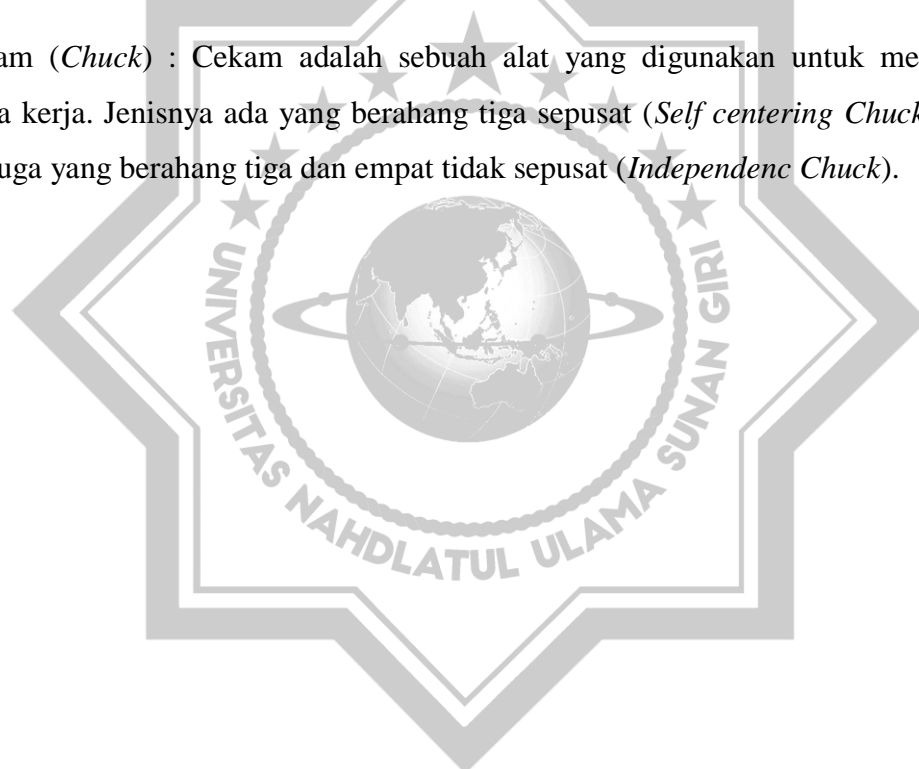 am (Chuck) : Cekam adalah sebuah alat yang digunakan untuk me
a kerja. Jenisnya ada yang berahang tiga sepusat (Self centering Chuck
uga yang berahang tiga dan empat tidak sepusat (Independenc Chuck).
UNIVERSITAS NAHDLATUL ULAMA SUNAN GIRI